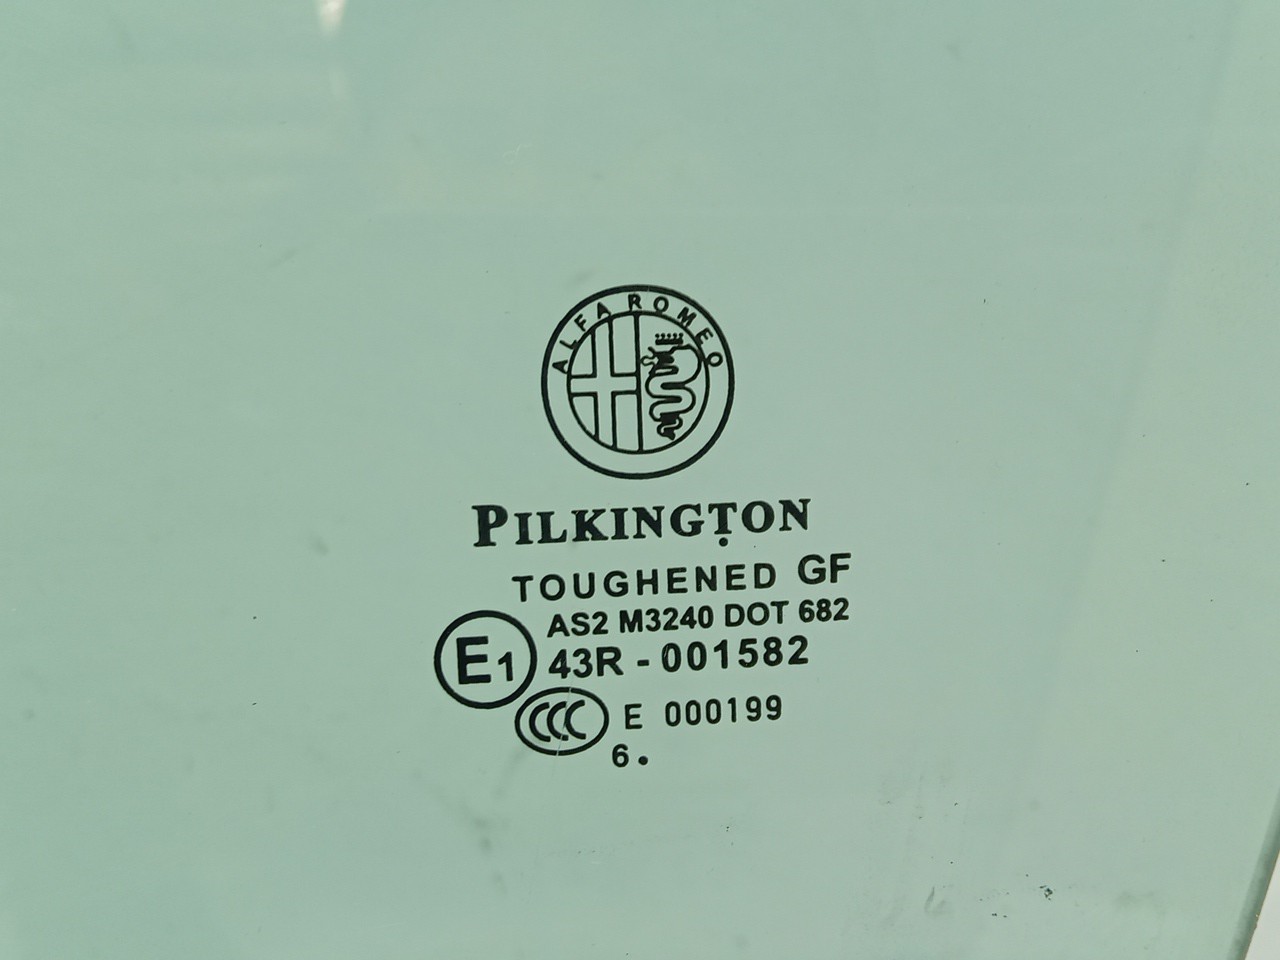 ALFA ROMEO
PILKINGTON
TOUGHENED GF
AS2 M3240 DOT 682
E1 43R - 001582
CCC E 000199
6.